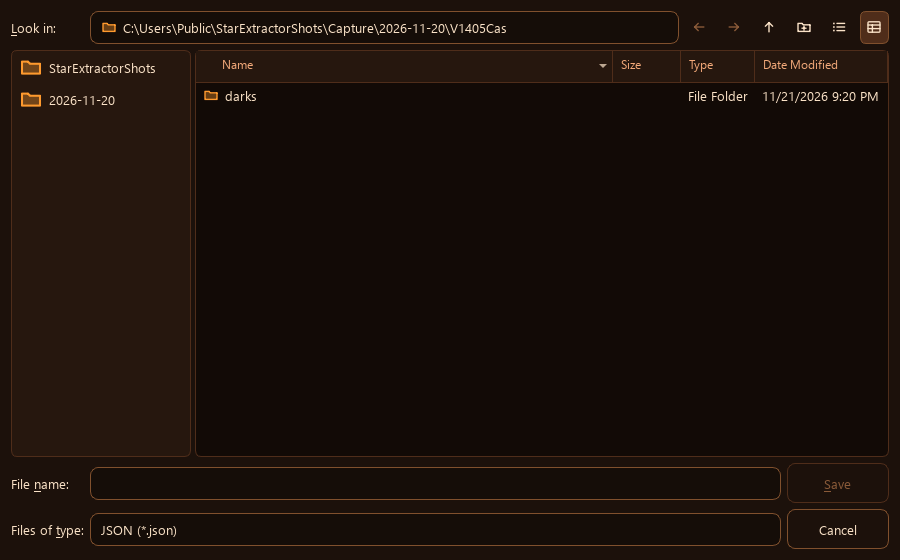 Look in: C:\Users\Public\StarExtractorShots\Capture\2026-11-20\V1405Cas
StarExtractorShots
2026-11-20
Name Size Type Date Modified
darks File Folder 11/21/2026 9:20 PM
File name: Save
Files of type: JSON (*.json) Cancel